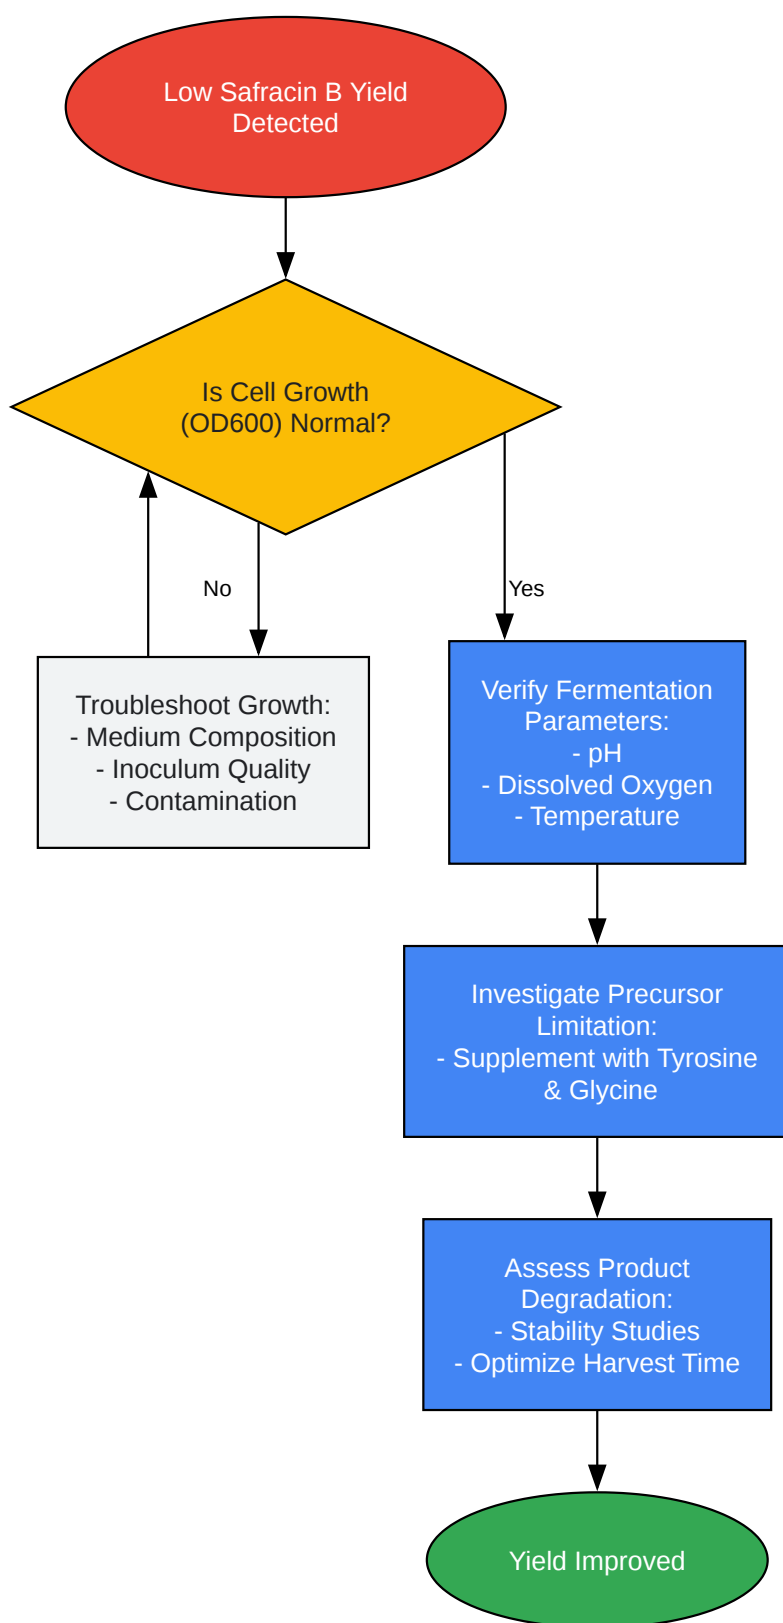 Low Safracin B Yield
Detected
Is Cell Growth
(OD600) Normal?
No
Yes
Troubleshoot Growth:
- Medium Composition
- Inoculum Quality
- Contamination
Verify Fermentation
Parameters:
- pH
- Dissolved Oxygen
- Temperature
Investigate Precursor
Limitation:
- Supplement with Tyrosine
& Glycine
Assess Product
Degradation:
- Stability Studies
- Optimize Harvest Time
Yield Improved